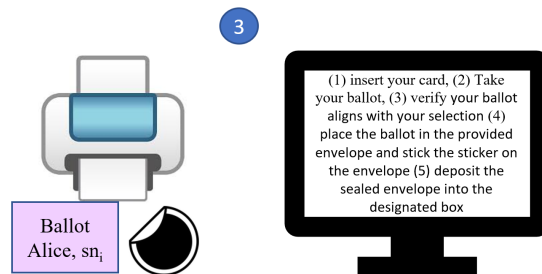 3
(1) insert your card, (2) Take
your ballot, (3) verify your ballot
aligns with your selection (4)
place the ballot in the provided
envelope and stick the sticker on
the envelope (5) deposit the
sealed envelope into the
designated box
Ballot
Alice, snᵢ